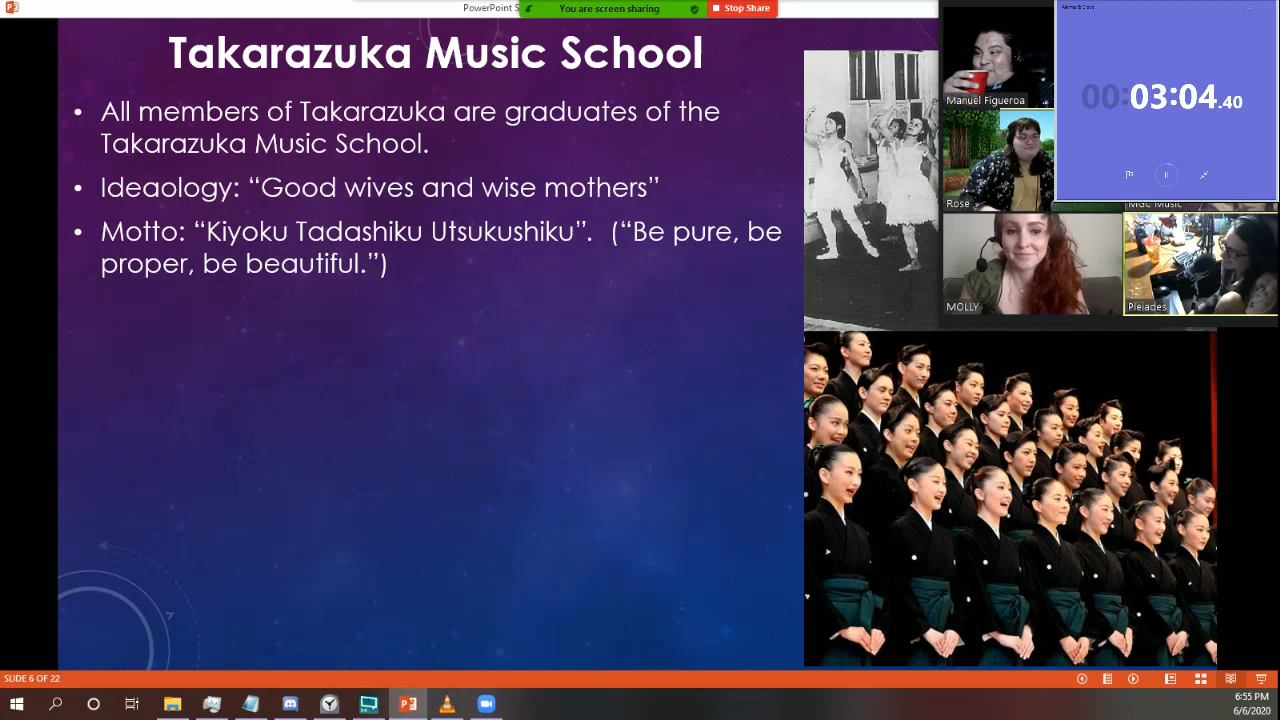 PowerPoint S
You are screen sharing
Stop Share
Takarazuka Music School
• All members of Takarazuka are graduates of the
Takarazuka Music School.
• Ideaology: “Good wives and wise mothers”
• Motto: “Kiyoku Tadashiku Utsukushiku”. (“Be pure, be
proper, be beautiful.”)
Alarms & Clock
00:03:04.40
Manuel Figueroa
Rose
MGC Music
MOLLY
Pleiades
SLIDE 6 OF 22
6:55 PM
6/6/2020